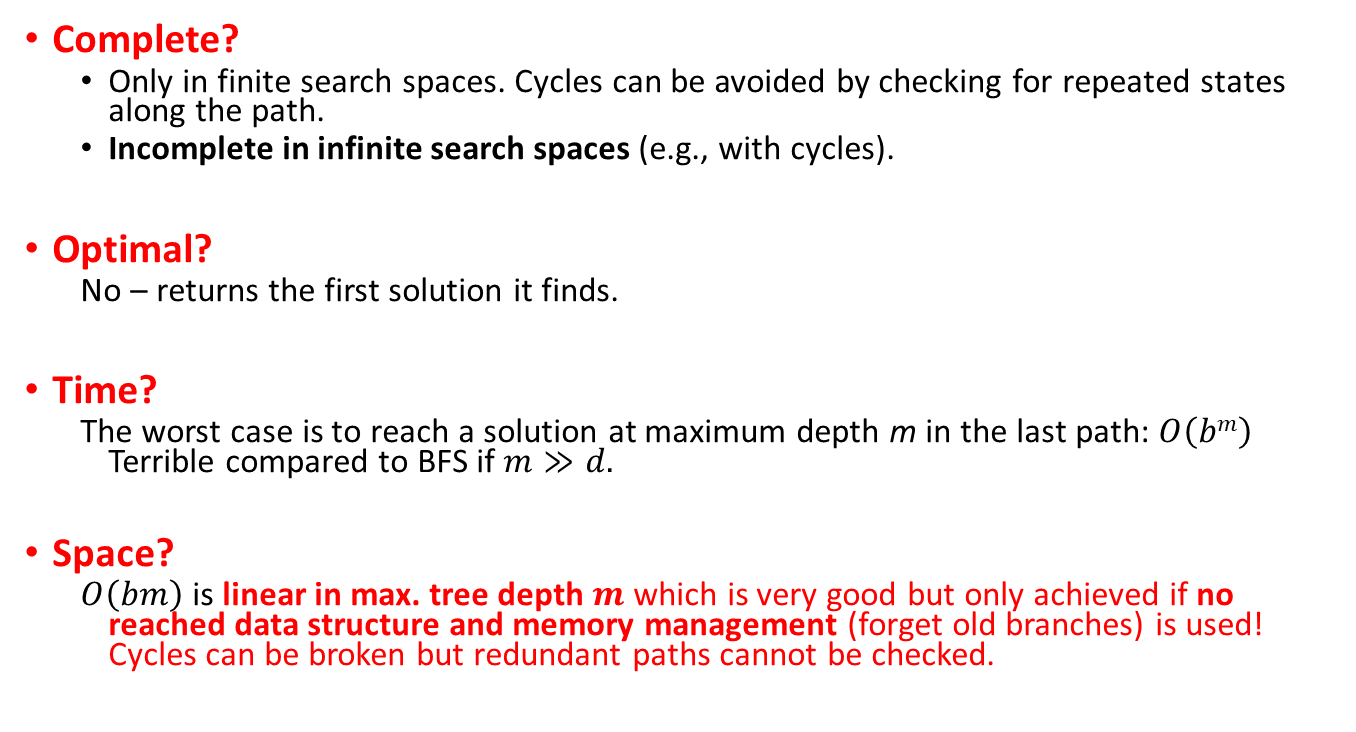 • Complete?
• Only in finite search spaces. Cycles can be avoided by checking for repeated states
along the path.
• Incomplete in infinite search spaces (e.g., with cycles).
• Optimal?
No – returns the first solution it finds.
• Time?
The worst case is to reach a solution at maximum depth m in the last path: O(bᵐ)
Terrible compared to BFS if m ≫ d.
• Space?
O(bm) is linear in max. tree depth m which is very good but only achieved if no
reached data structure and memory management (forget old branches) is used!
Cycles can be broken but redundant paths cannot be checked.